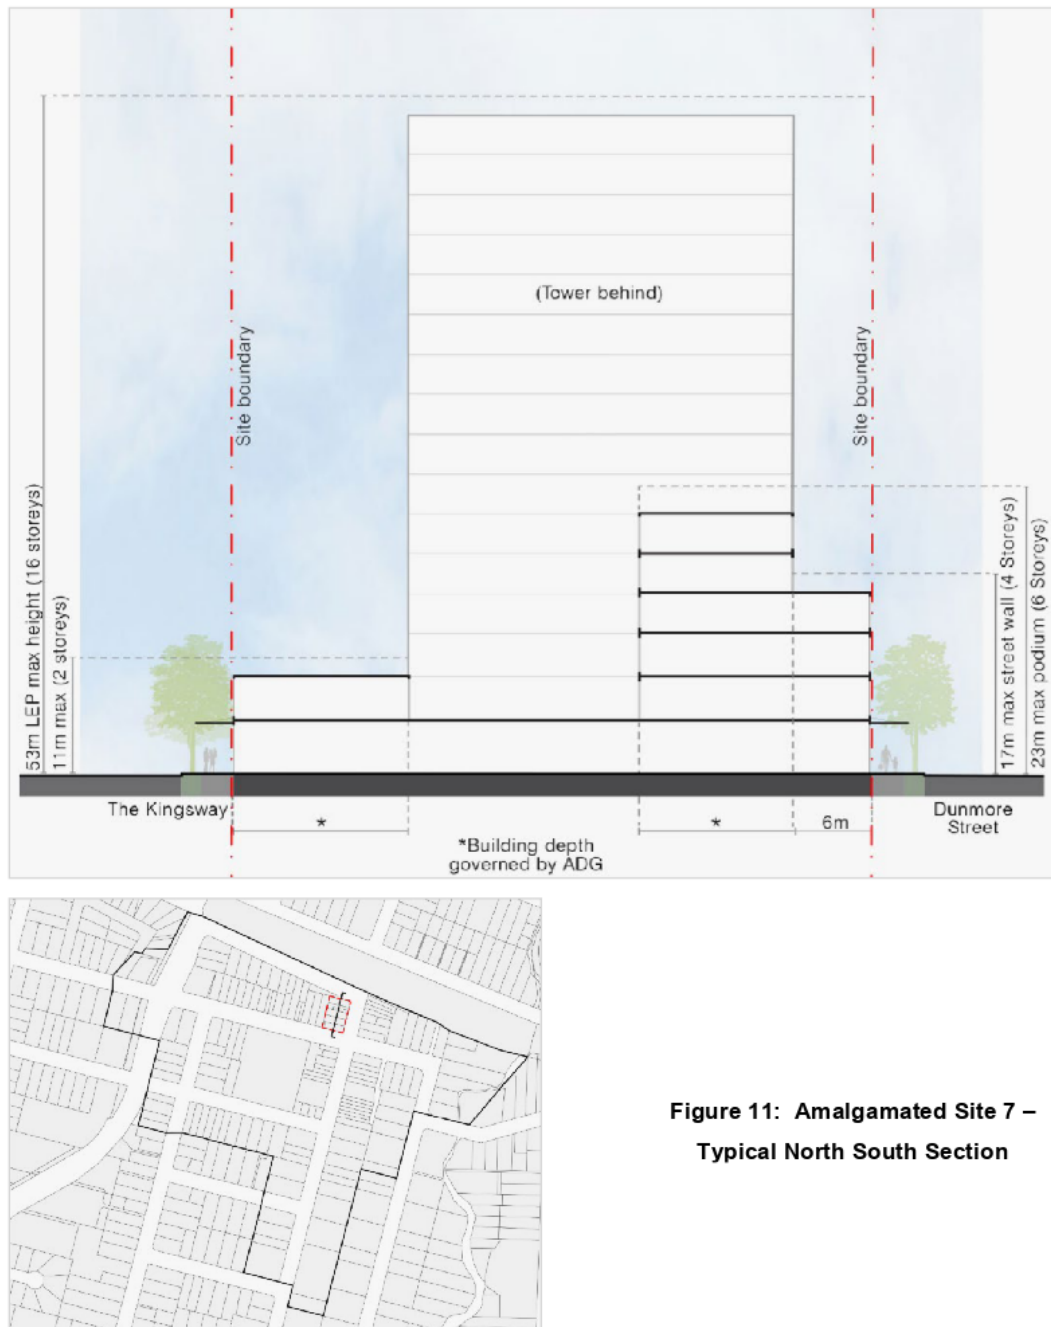 (Tower behind)
Site boundary
Site boundary
53m LEP max height (16 storeys)
11m max (2 storeys)
17m max street wall (4 Storeys)
23m max podium (6 Storeys)
The Kingsway
Dunmore
Street
*
*
6m
*Building depth
governed by ADG
Figure 11: Amalgamated Site 7 –
Typical North South Section